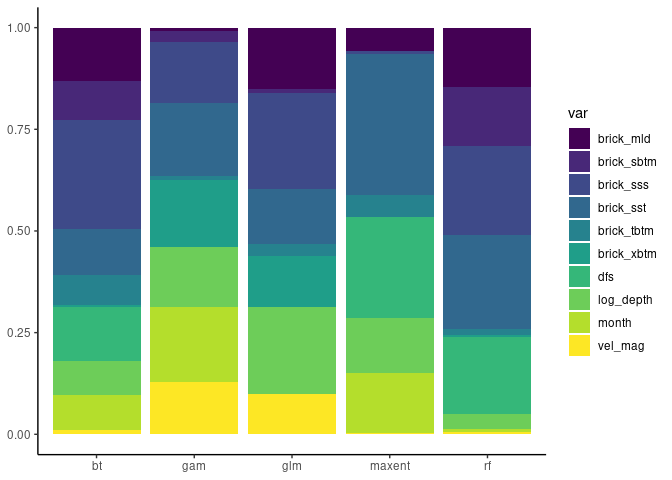 1.00
0.75
0.50
0.25
0.00
bt gam glm maxent rf
var
brick_mld
brick_sbtm
brick_sss
brick_sst
brick_tbtm
brick_xbtm
dfs
log_depth
month
vel_mag